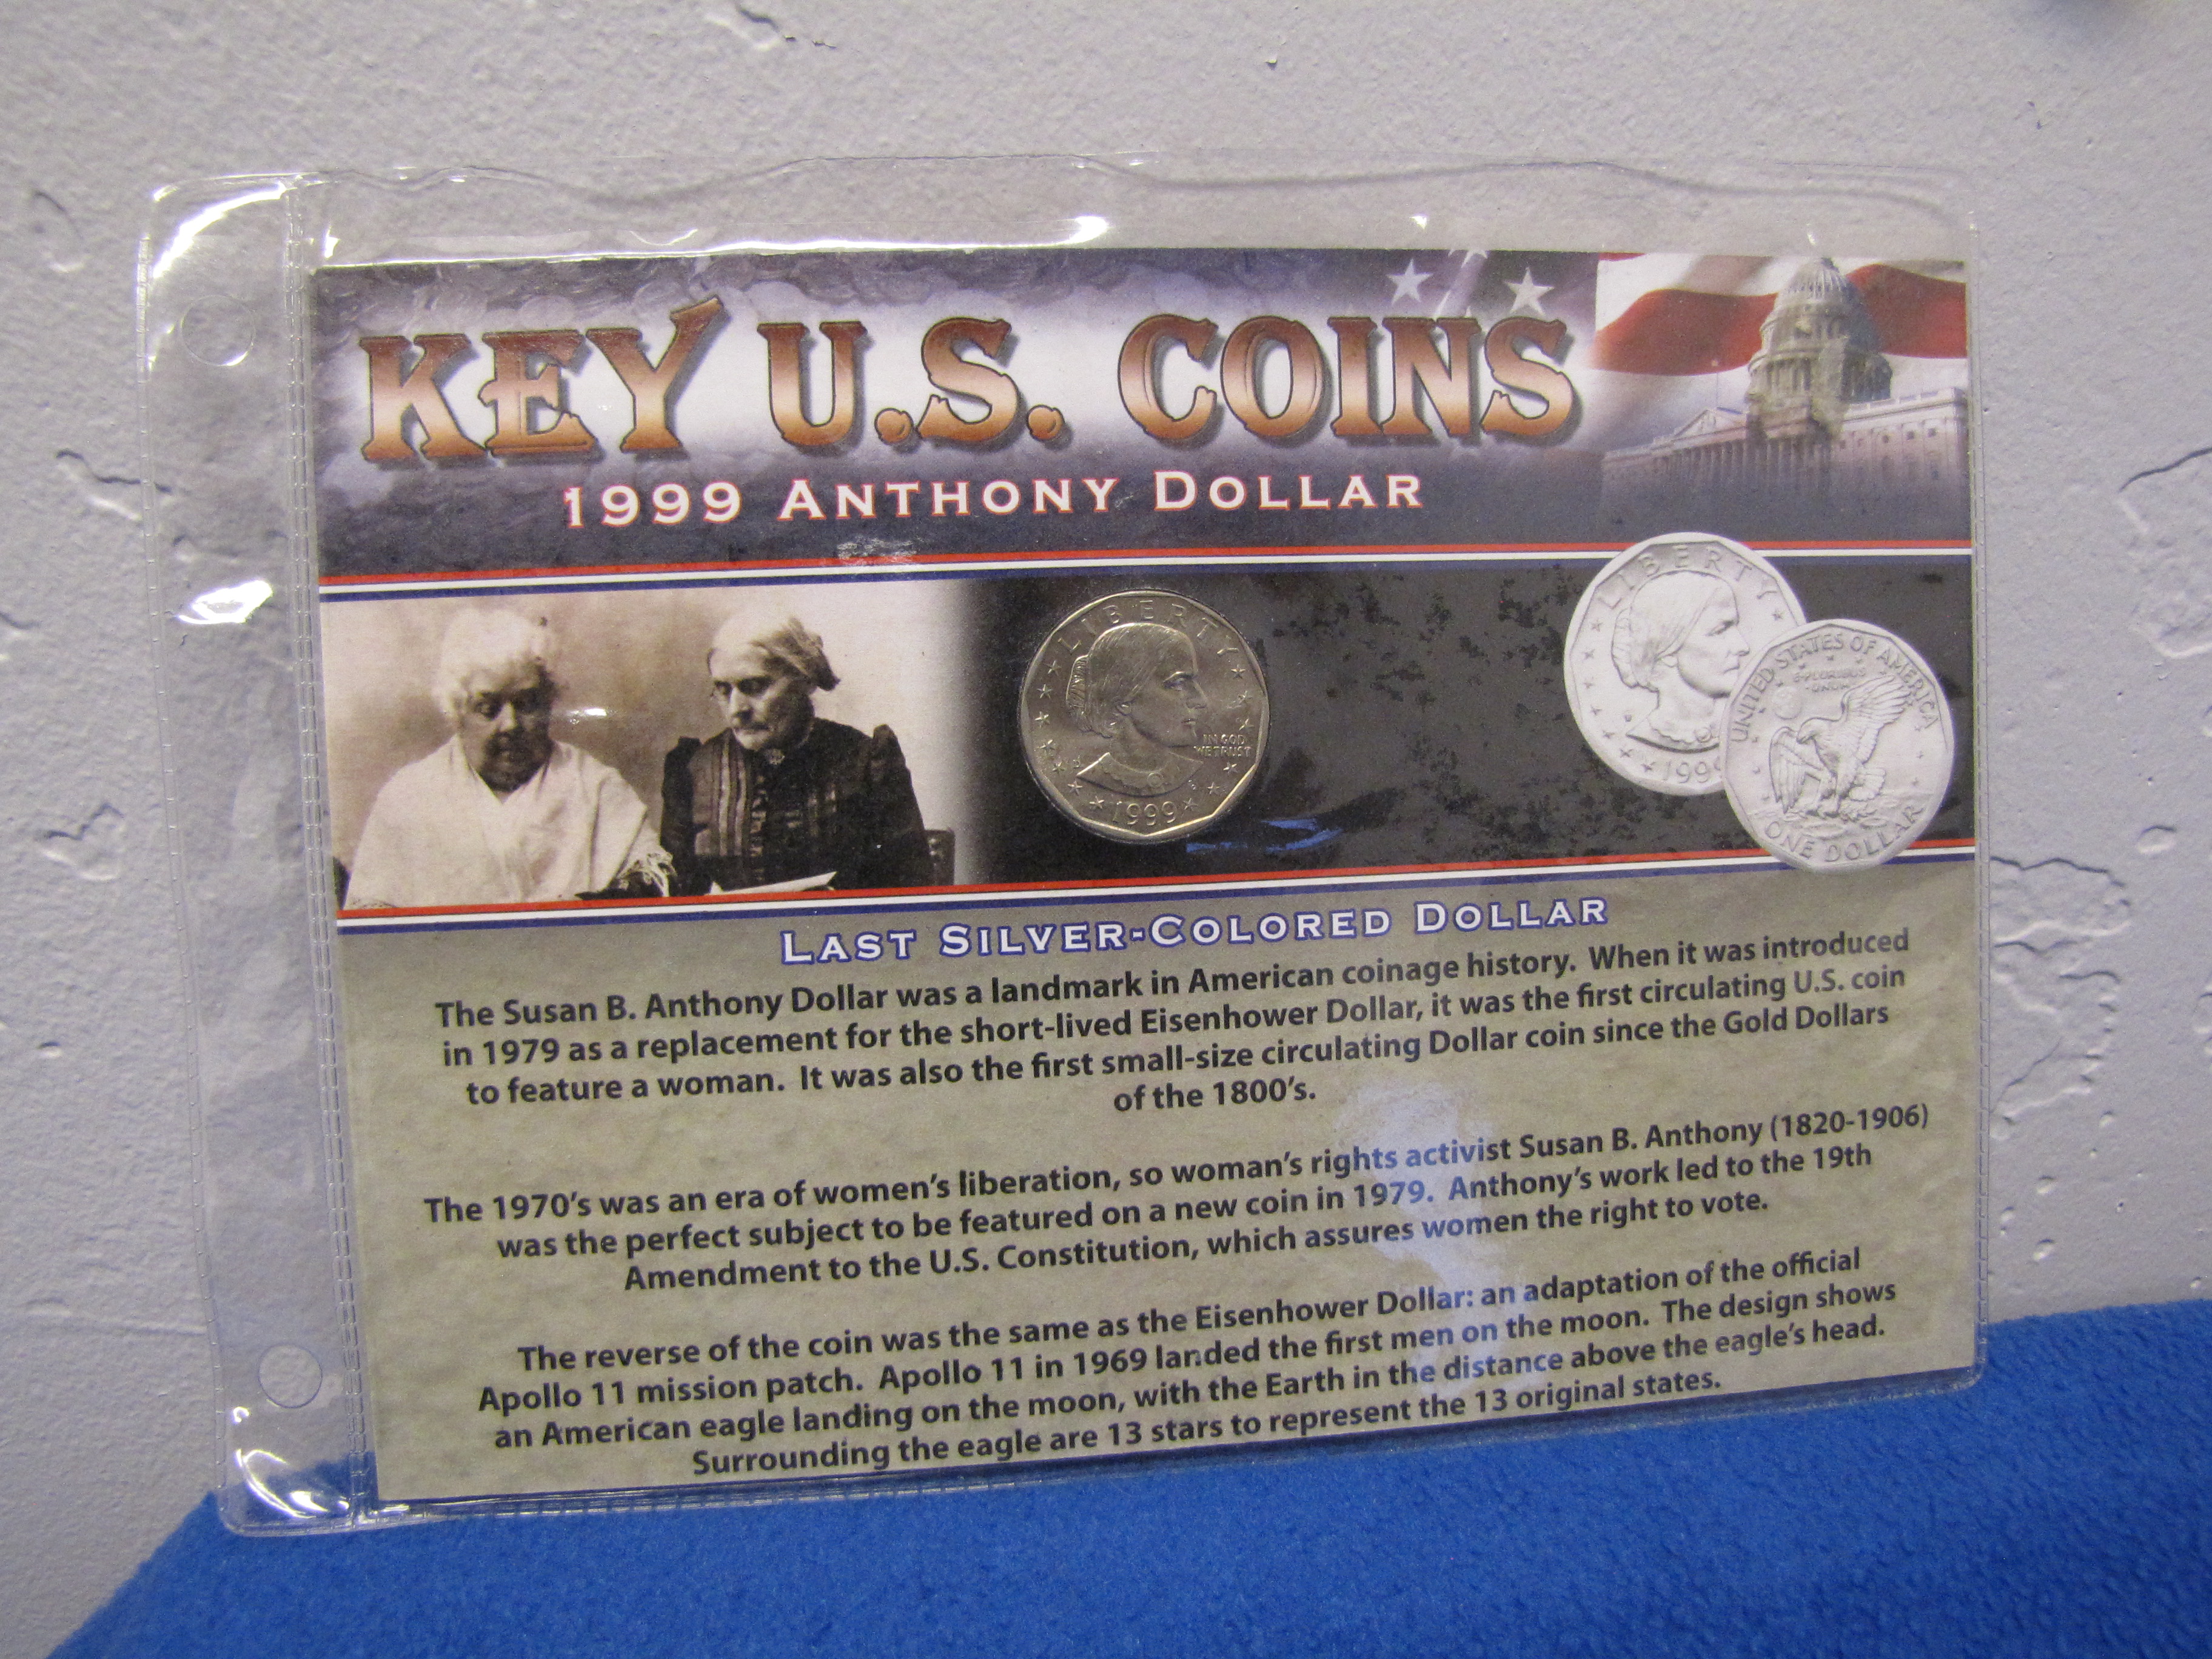 KEY U.S. COINS
1999 ANTHONY DOLLAR
LIBERTY
IN GOD
WE TRUST
1999
LIBERTY
199
UNITED STATES OF AMERICA
E·PLURIBUS
UNUM
ONE DOLLAR
LAST SILVER-COLORED DOLLAR
The Susan B. Anthony Dollar was a landmark in American coinage history. When it was introduced
in 1979 as a replacement for the short-lived Eisenhower Dollar, it was the first circulating U.S. coin
to feature a woman. It was also the first small-size circulating Dollar coin since the Gold Dollars
of the 1800's.
The 1970's was an era of women's liberation, so woman's rights activist Susan B. Anthony (1820-1906)
was the perfect subject to be featured on a new coin in 1979. Anthony's work led to the 19th
Amendment to the U.S. Constitution, which assures women the right to vote.
The reverse of the coin was the same as the Eisenhower Dollar: an adaptation of the official
Apollo 11 mission patch. Apollo 11 in 1969 landed the first men on the moon. The design shows
an American eagle landing on the moon, with the Earth in the distance above the eagle's head.
Surrounding the eagle are 13 stars to represent the 13 original states.